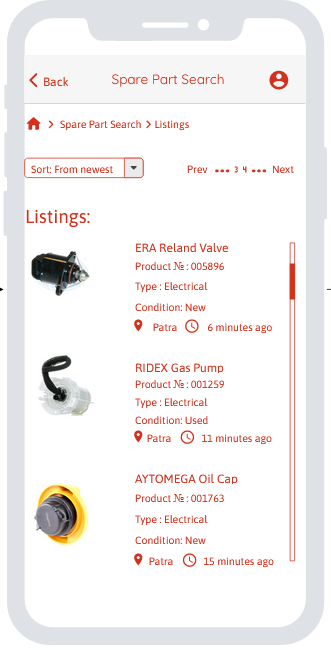 Back
Spare Part Search
Spare Part Search
Listings
Sort: From newest
Prev ... 3 4 ... Next
Listings:
ERA Reland Valve
Product № : 005896
Type : Electrical
Condition: New
Patra 6 minutes ago
RIDEX Gas Pump
Product № : 001259
Type : Electrical
Condition: Used
Patra 11 minutes ago
AYTOMEGA Oil Cap
Product № : 001763
Type : Electrical
Condition: New
Patra 15 minutes ago